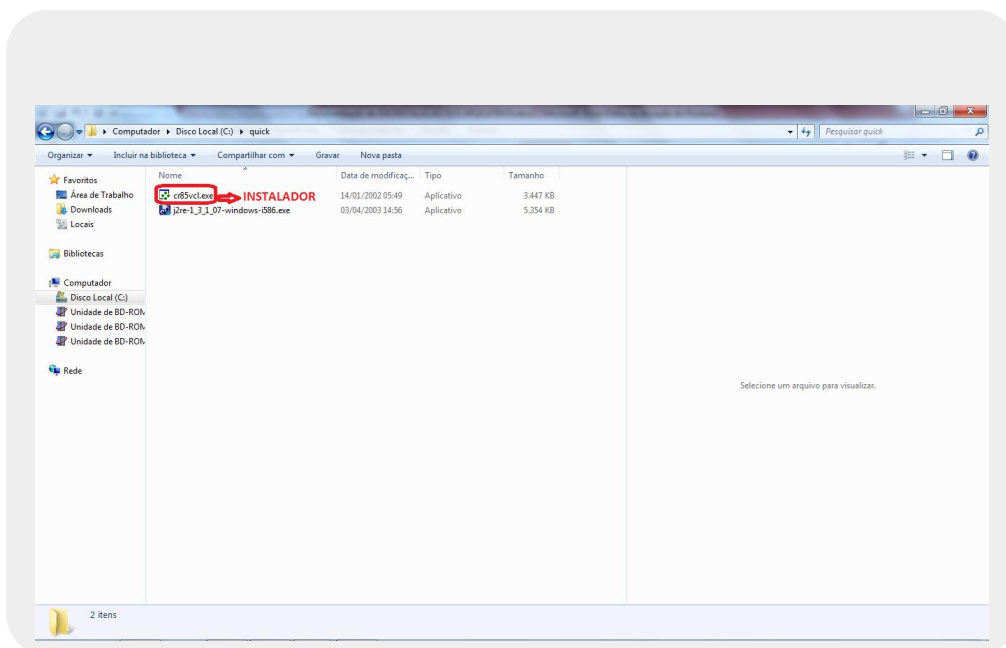 Computador ▸ Disco Local (C:) ▸ quick
Pesquisar quick
Organizar ▾ Incluir na biblioteca ▾ Compartilhar com ▾ Gravar Nova pasta
Favoritos
Área de Trabalho
Downloads
Locais
Bibliotecas
Computador
Disco Local (C:)
Unidade de BD-ROM
Unidade de BD-ROM
Unidade de BD-ROM
Rede
Nome Data de modificaç... Tipo Tamanho
cr85vcl.exe INSTALADOR 14/01/2002 05:49 Aplicativo 3.447 KB
j2re-1_3_1_07-windows-i586.exe 03/04/2003 14:56 Aplicativo 5.354 KB
Selecione um arquivo para visualizar.
2 itens